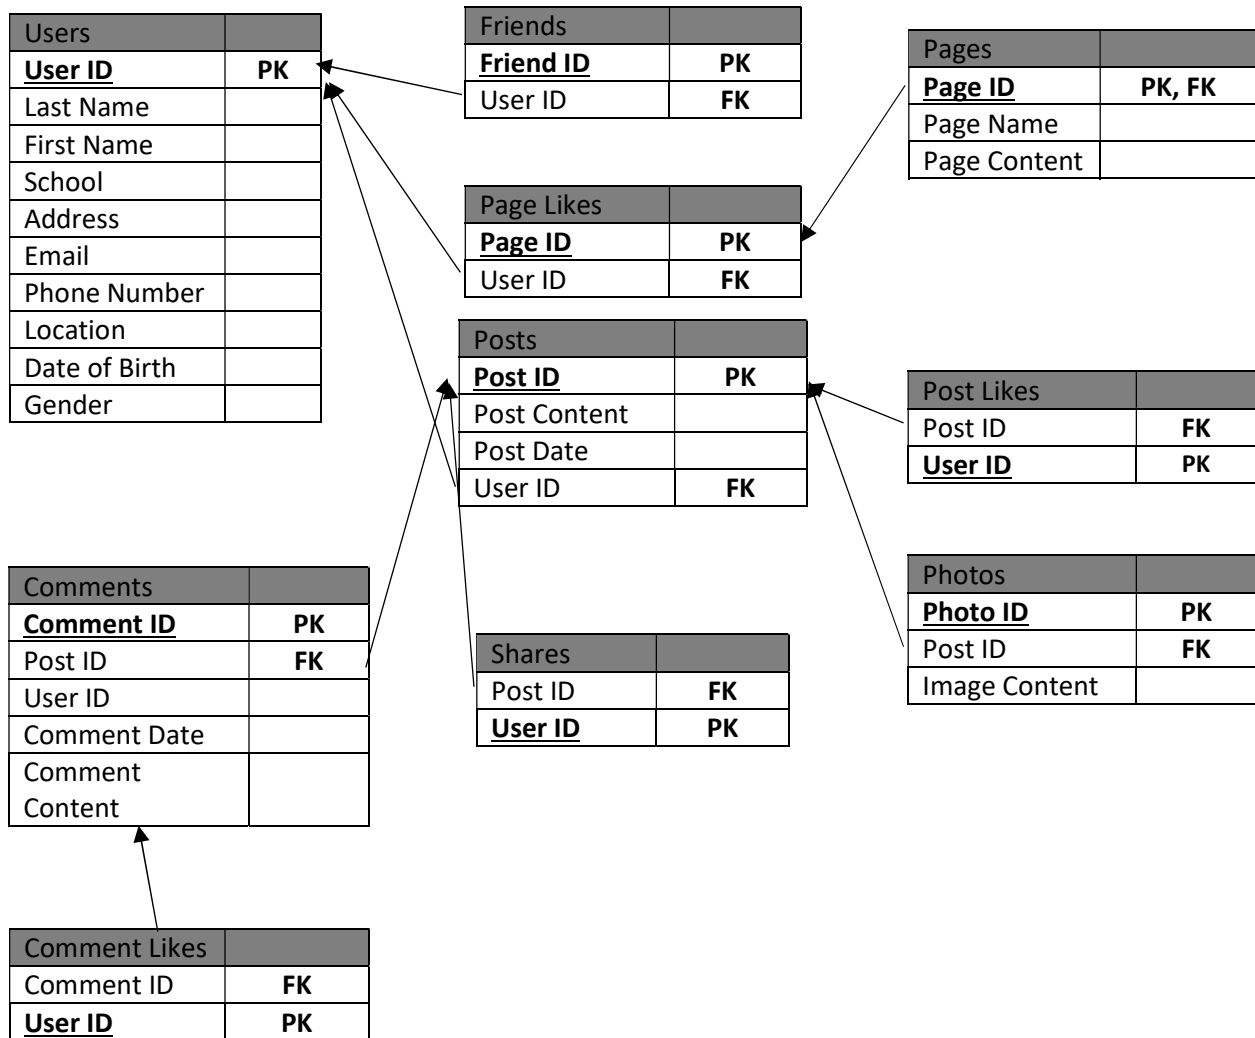 Users
User ID PK
Last Name
First Name
School
Address
Email
Phone Number
Location
Date of Birth
Gender
Friends
Friend ID PK
User ID FK
Pages
Page ID PK, FK
Page Name
Page Content
Page Likes
Page ID PK
User ID FK
Posts
Post ID PK
Post Content
Post Date
User ID FK
Post Likes
Post ID FK
User ID PK
Comments
Comment ID PK
Post ID FK
User ID
Comment Date
Comment
Content
Shares
Post ID FK
User ID PK
Photos
Photo ID PK
Post ID FK
Image Content
Comment Likes
Comment ID FK
User ID PK